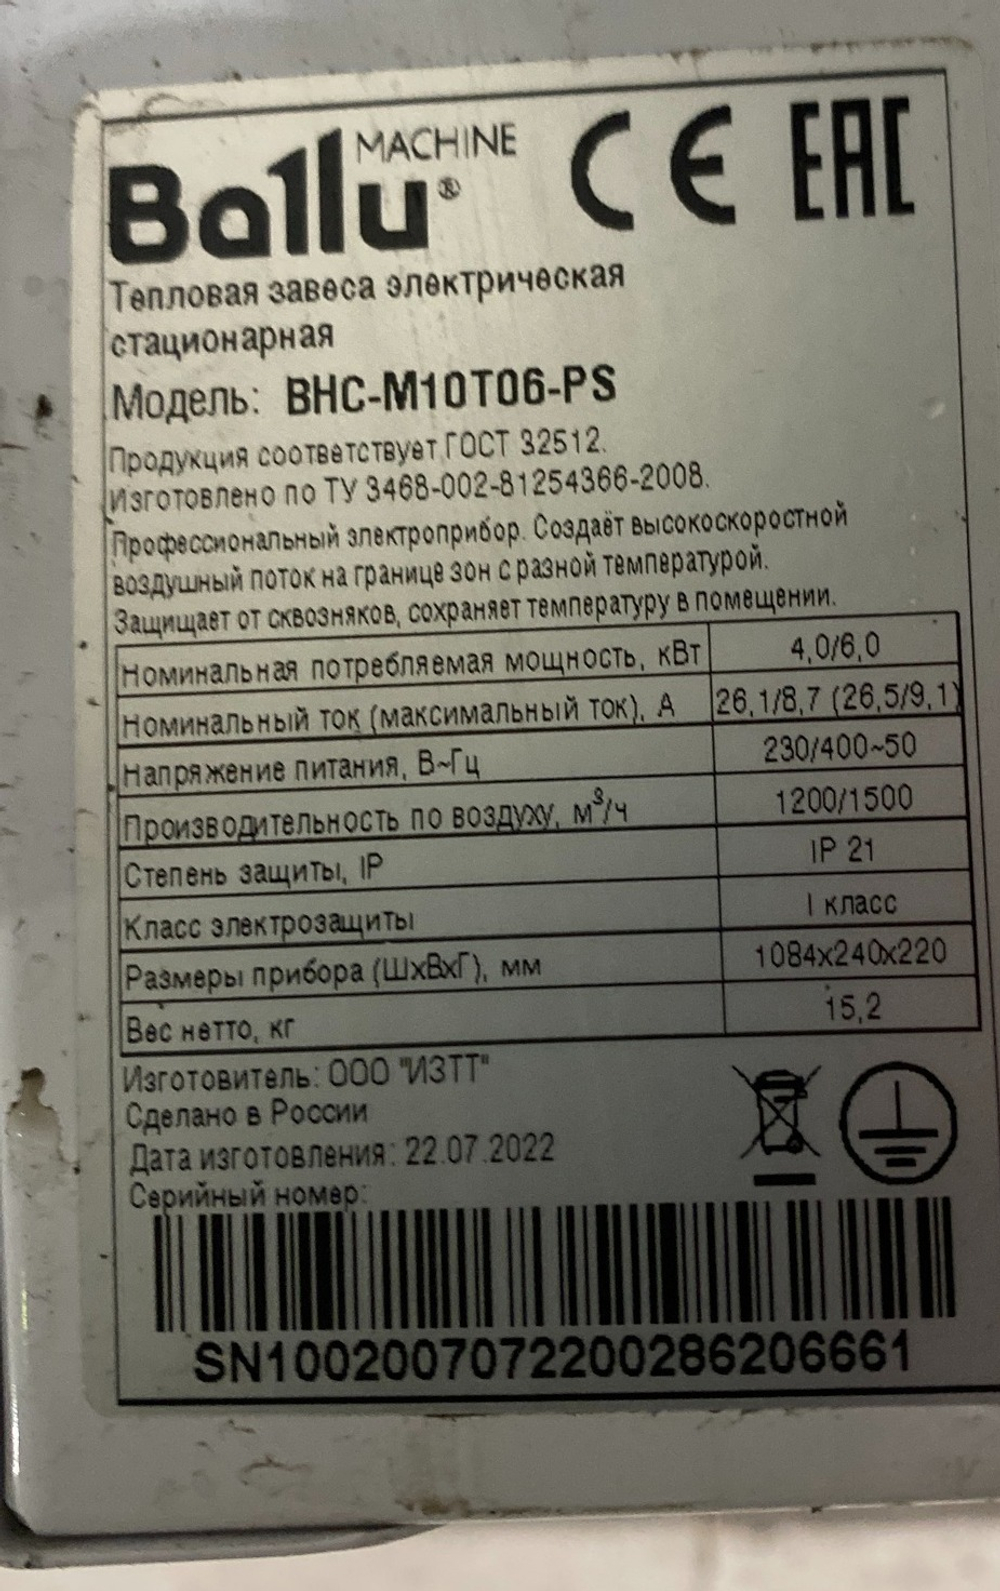 Ballu® MACHINE CE EAC
Тепловая завеса электрическая
стационарная
Модель: BHC-M10T06-PS
Продукция соответствует ГОСТ 32512.
Изготовлено по ТУ 3468-002-81254366-2008.
Профессиональный электроприбор. Создаёт высокоскоростной
воздушный поток на границе зон с разной температурой.
Защищает от сквозняков, сохраняет температуру в помещении.
Номинальная потребляемая мощность, кВт 4,0/6,0
Номинальный ток (максимальный ток), А 26,1/8,7 (26,5/9,1)
Напряжение питания, В~Гц 230/400~50
Производительность по воздуху, м³/ч 1200/1500
Степень защиты, IP IP 21
Класс электрозащиты I класс
Размеры прибора (ШхВхГ), мм 1084х240х220
Вес нетто, кг 15,2
Изготовитель: ООО "ИЗТТ"
Сделано в России
Дата изготовления: 22.07.2022
Серийный номер:
SN1002007072200286206661